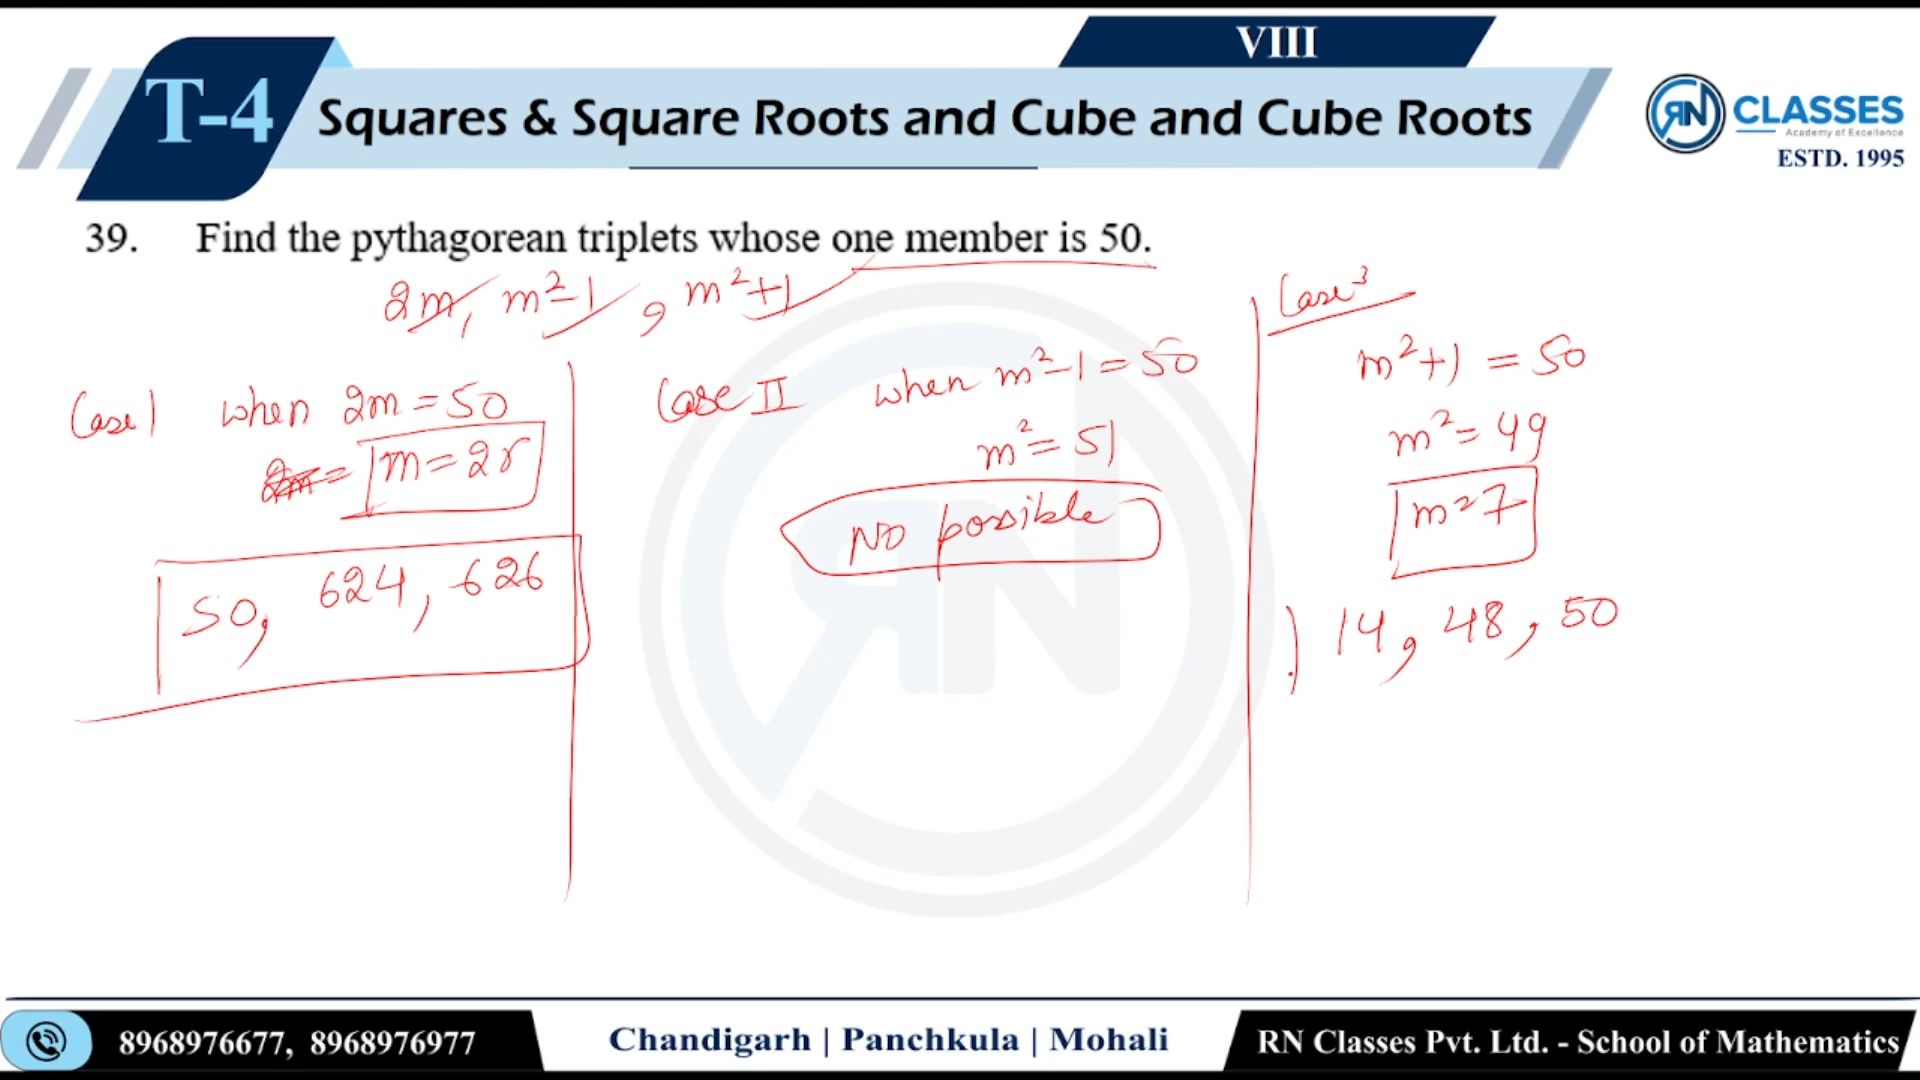 VIII
T-4
Squares & Square Roots and Cube and Cube Roots
RN CLASSES
Academy of Excellence
ESTD. 1995
39. Find the pythagorean triplets whose one member is 50.
2m, m²-1, m²+1
Case 1 when 2m = 50
m = 25
50, 624, 626
Case II when m²-1 = 50
m² = 51
No possible
Case 3
m²+1 = 50
m² = 49
m = 7
14, 48, 50
8968976677, 8968976977
Chandigarh | Panchkula | Mohali
RN Classes Pvt. Ltd. - School of Mathematics